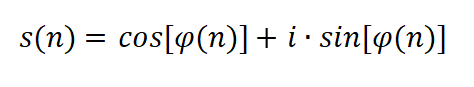 s(n) = cos[φ(n)] + i · sin[φ(n)]